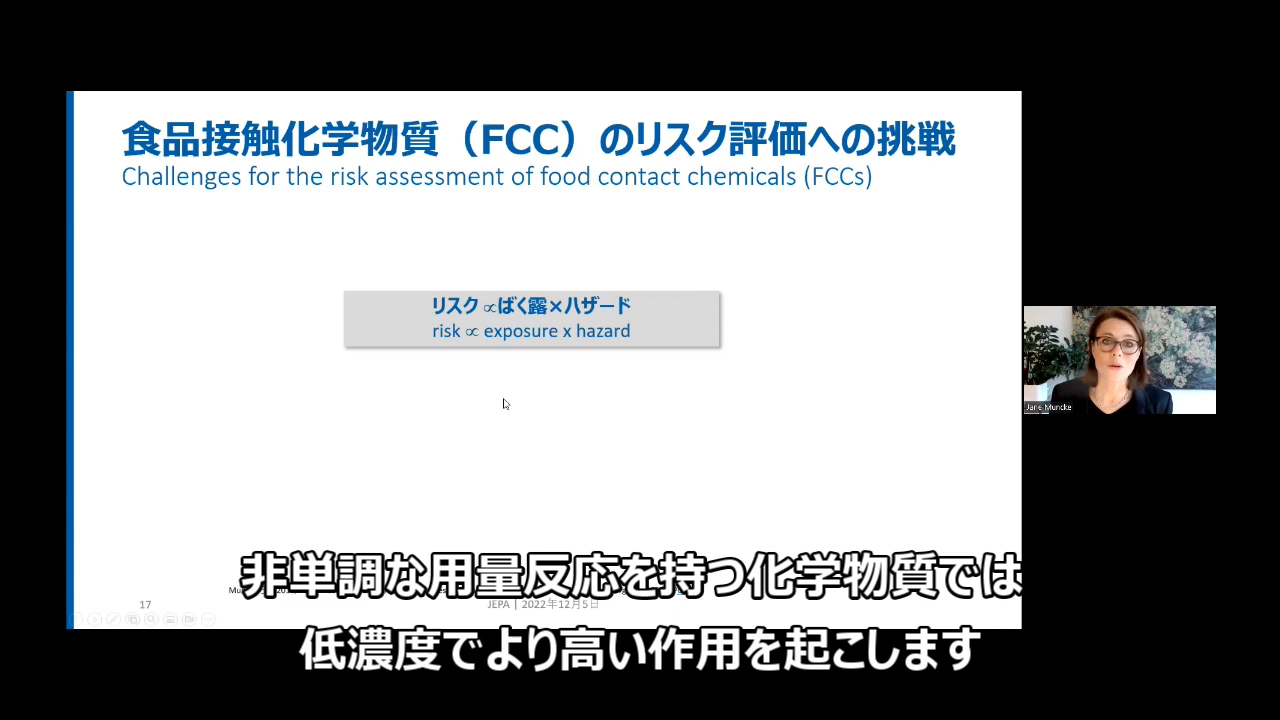 食品接触化学物質（FCC）のリスク評価への挑戦
Challenges for the risk assessment of food contact chemicals (FCCs)
リスク ∝ばく露×ハザード
risk ∝ exposure x hazard
Jane Muncke
非単調な用量反応を持つ化学物質では
17
JEPA | 2022年12月5日
低濃度でより高い作用を起こします